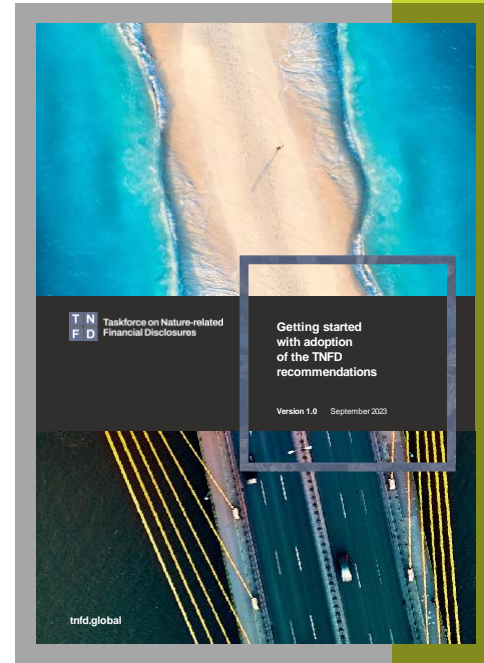 T N
F D
Taskforce on Nature-related
Financial Disclosures
Getting started
with adoption
of the TNFD
recommendations
Version 1.0 September 2023
tnfd.global